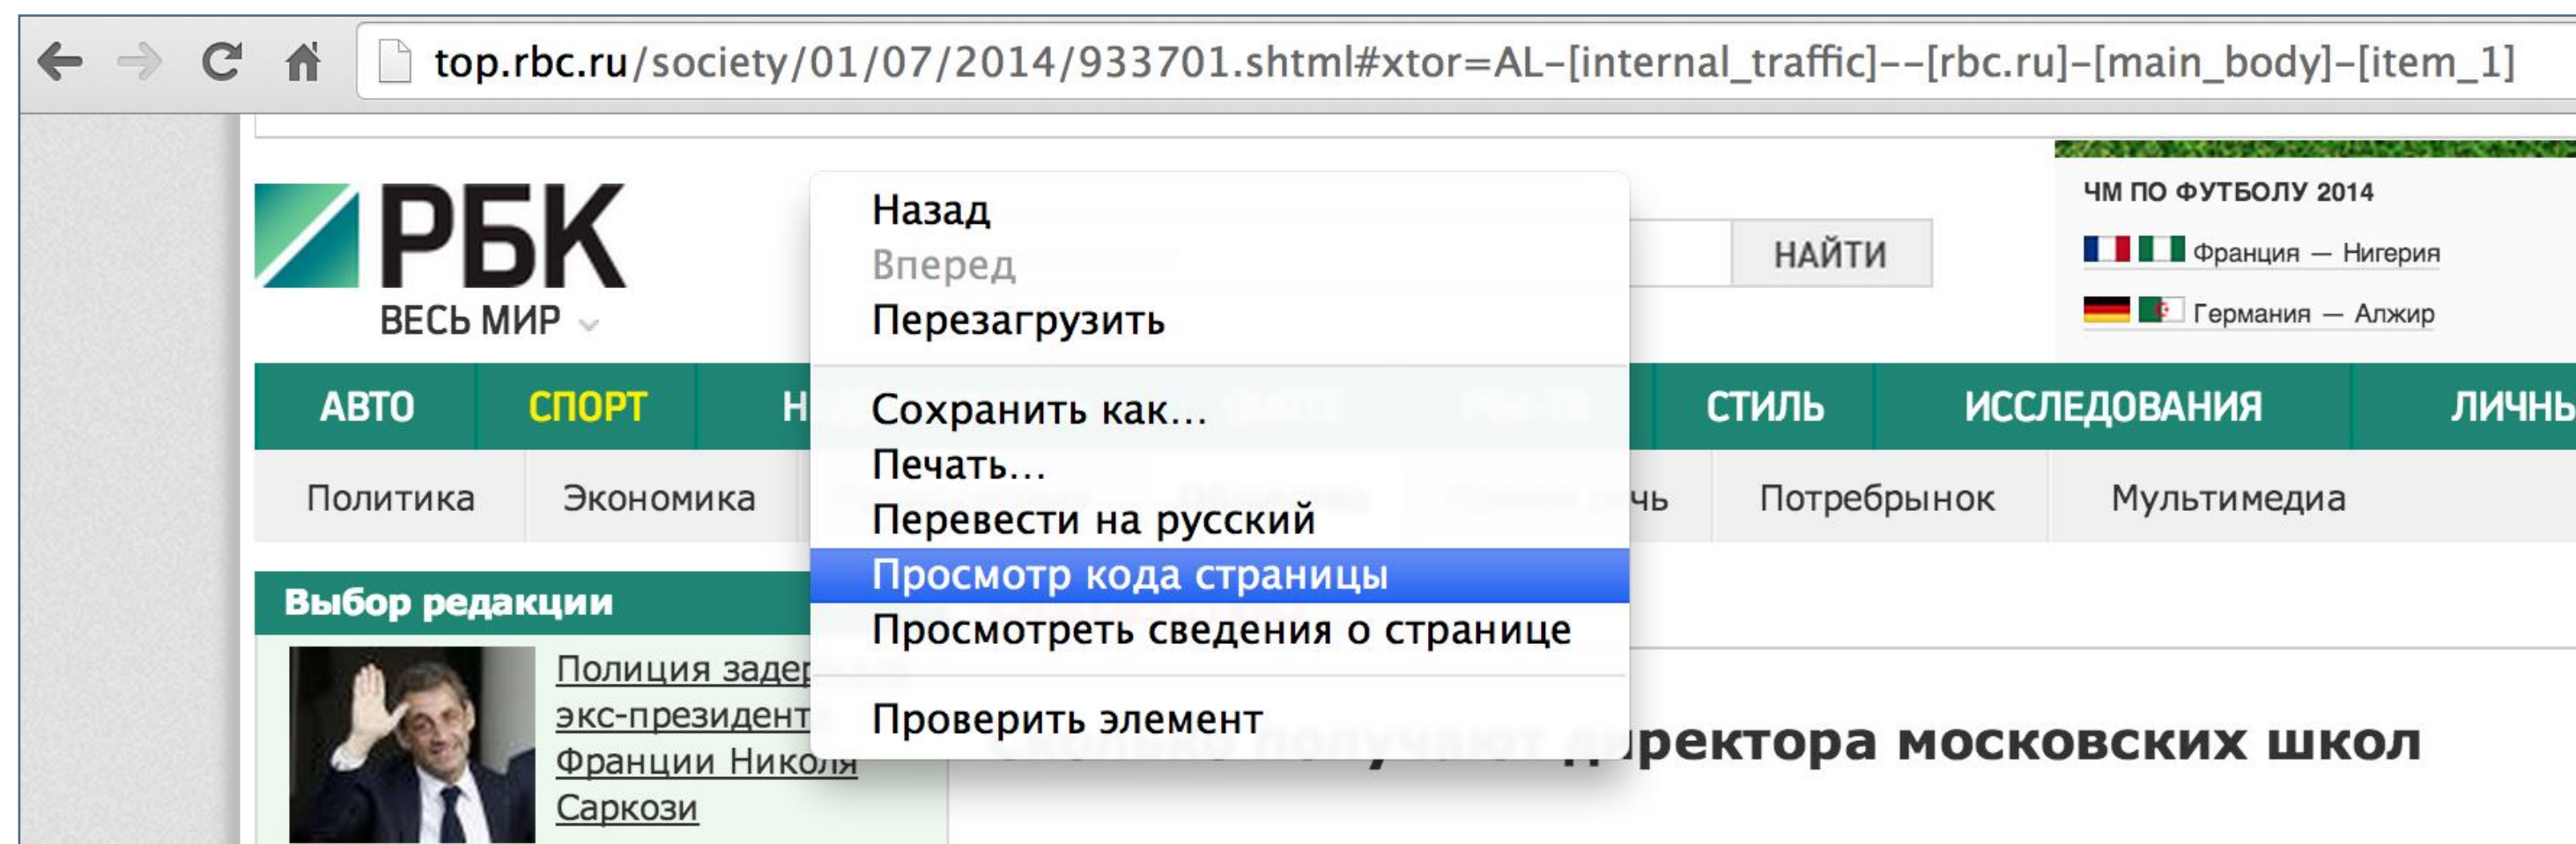 top.rbc.ru/society/01/07/2014/933701.shtml#xtor=AL-[internal_traffic]--[rbc.ru]-[main_body]-[item_1]
РБК
ВЕСЬ МИР
НАЙТИ
ЧМ ПО ФУТБОЛУ 2014
Франция — Нигерия
Германия — Алжир
Назад
Вперед
Перезагрузить
Сохранить как...
Печать...
Перевести на русский
Просмотр кода страницы
Просмотреть сведения о странице
Проверить элемент
АВТО СПОРТ СТИЛЬ ИССЛЕДОВАНИЯ
Политика Экономика Потребрынок Мультимедиа
Выбор редакции
Полиция
экс-президента
Франции Николя
Саркози
Сколько получают директора московских школ